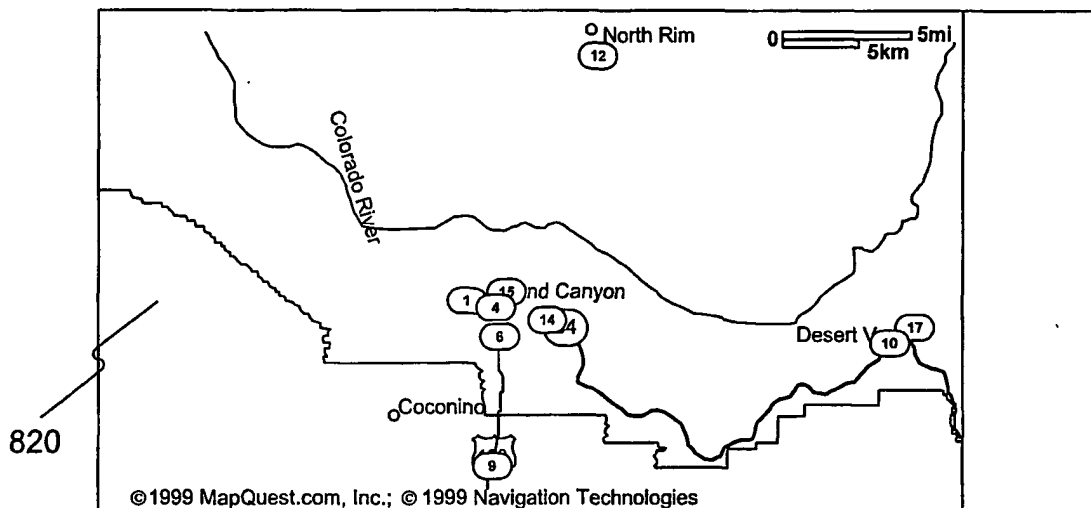 North Rim
12
0 5mi
5km
Colorado River
1
15
nd Canyon
4
14
4
6
Desert V
17
10
Coconino
9
820
©1999 MapQuest.com, Inc.; © 1999 Navigation Technologies